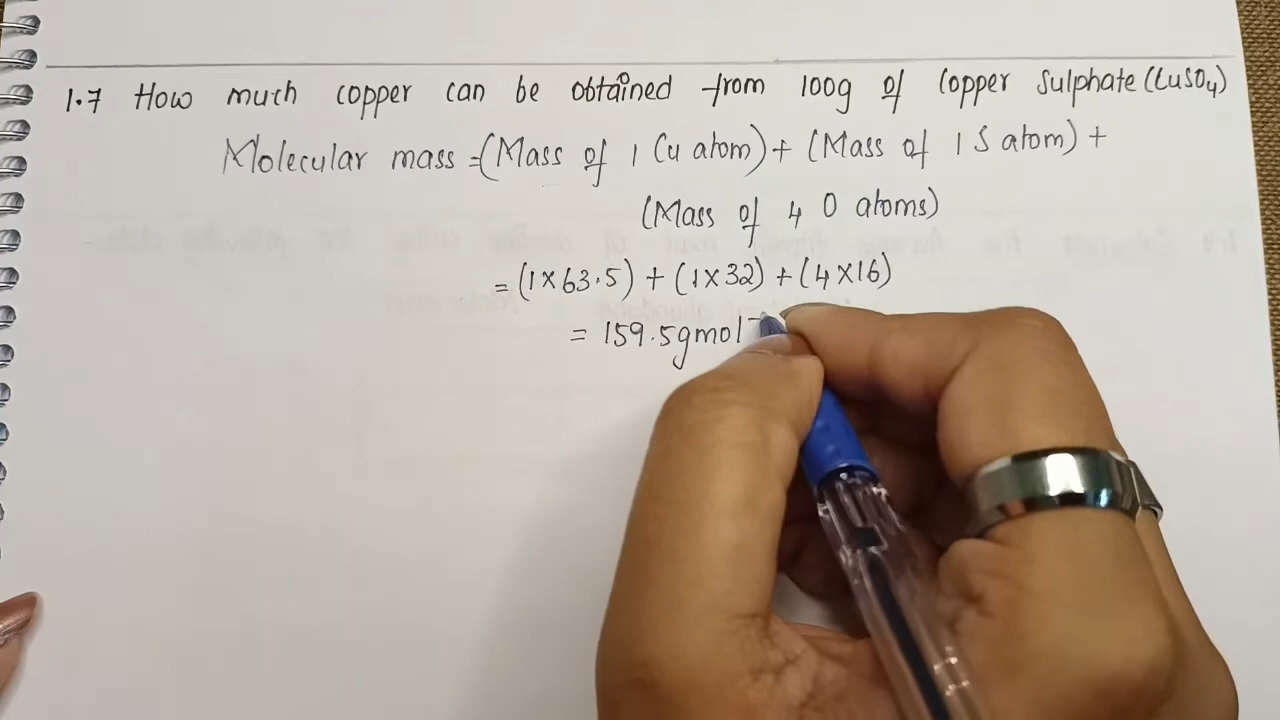 1.7 How much copper can be obtained from 100g of Copper Sulphate (CuSO4)
Molecular mass = (Mass of 1 Cu atom) + (Mass of 1 S atom) +
(Mass of 4 O atoms)
= (1 × 63.5) + (1 × 32) + (4 × 16)
= 159.5gmol⁻